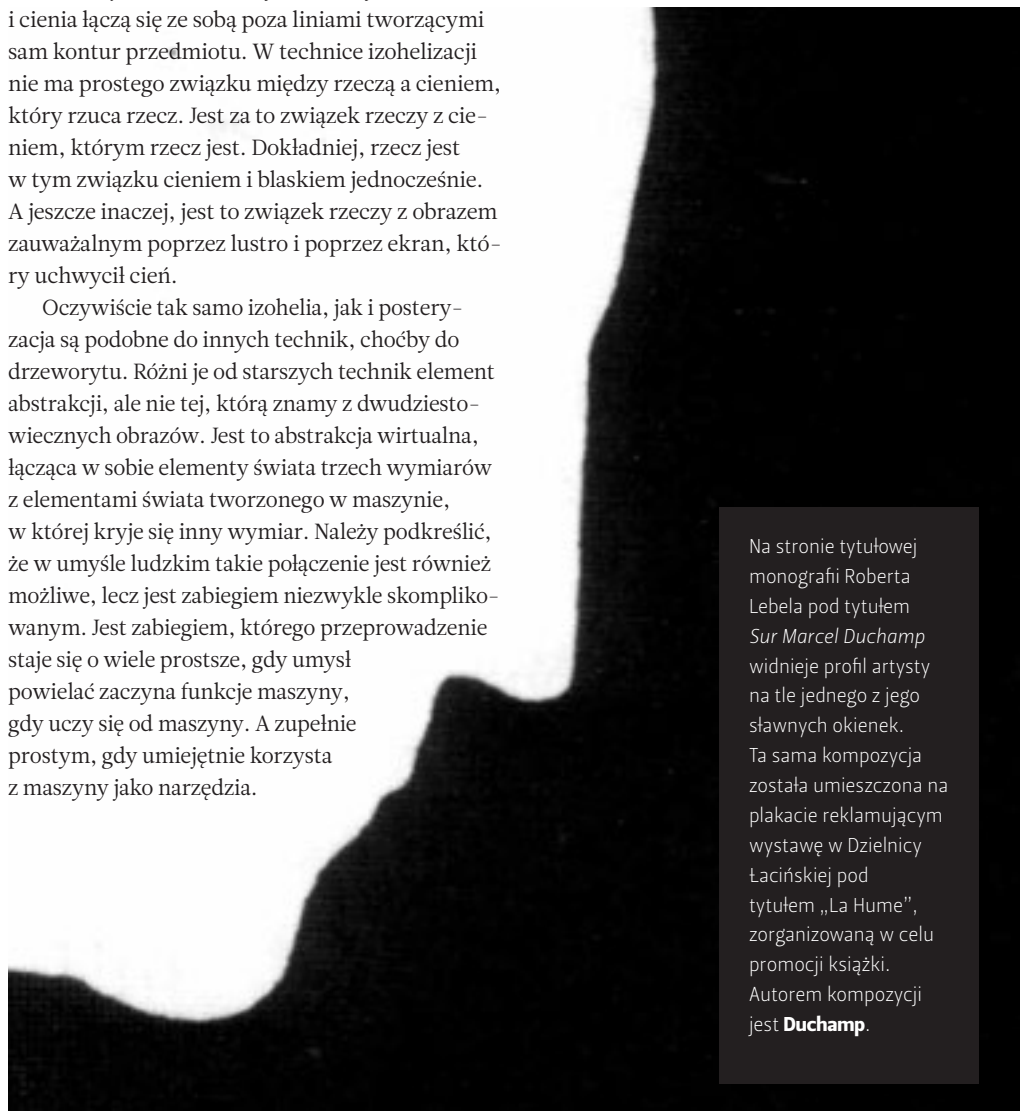 i cienia łączą się ze sobą poza liniami tworzącymi
sam kontur przedmiotu. W technice izohelizacji
nie ma prostego związku między rzeczą a cieniem,
który rzuca rzecz. Jest za to związek rzeczy z cie-
niem, którym rzecz jest. Dokładniej, rzecz jest
w tym związku cieniem i blaskiem jednocześnie.
A jeszcze inaczej, jest to związek rzeczy z obrazem
zauważalnym poprzez lustro i poprzez ekran, któ-
ry uchwycił cień.
Oczywiście tak samo izohelia, jak i postery-
zacja są podobne do innych technik, choćby do
drzeworytu. Różni je od starszych technik element
abstrakcji, ale nie tej, którą znamy z dwudziesto-
wiecznych obrazów. Jest to abstrakcja wirtualna,
łącząca w sobie elementy świata trzech wymiarów
z elementami świata tworzonego w maszynie,
w której kryje się inny wymiar. Należy podkreślić,
że w umyśle ludzkim takie połączenie jest również
możliwe, lecz jest zabiegiem niezwykle skompliko-
wanym. Jest zabiegiem, którego przeprowadzenie
staje się o wiele prostsze, gdy umysł
powielać zaczyna funkcje maszyny,
gdy uczy się od maszyny. A zupełnie
prostym, gdy umiejętnie korzysta
z maszyny jako narzędzia.
Na stronie tytułowej
monografii Roberta
Lebela pod tytułem
Sur Marcel Duchamp
widnieje profil artysty
na tle jednego z jego
sławnych okienek.
Ta sama kompozycja
została umieszczona na
plakacie reklamującym
wystawę w Dzielnicy
Łacińskiej pod
tytułem „La Hume”,
zorganizowaną w celu
promocji książki.
Autorem kompozycji
jest Duchamp.